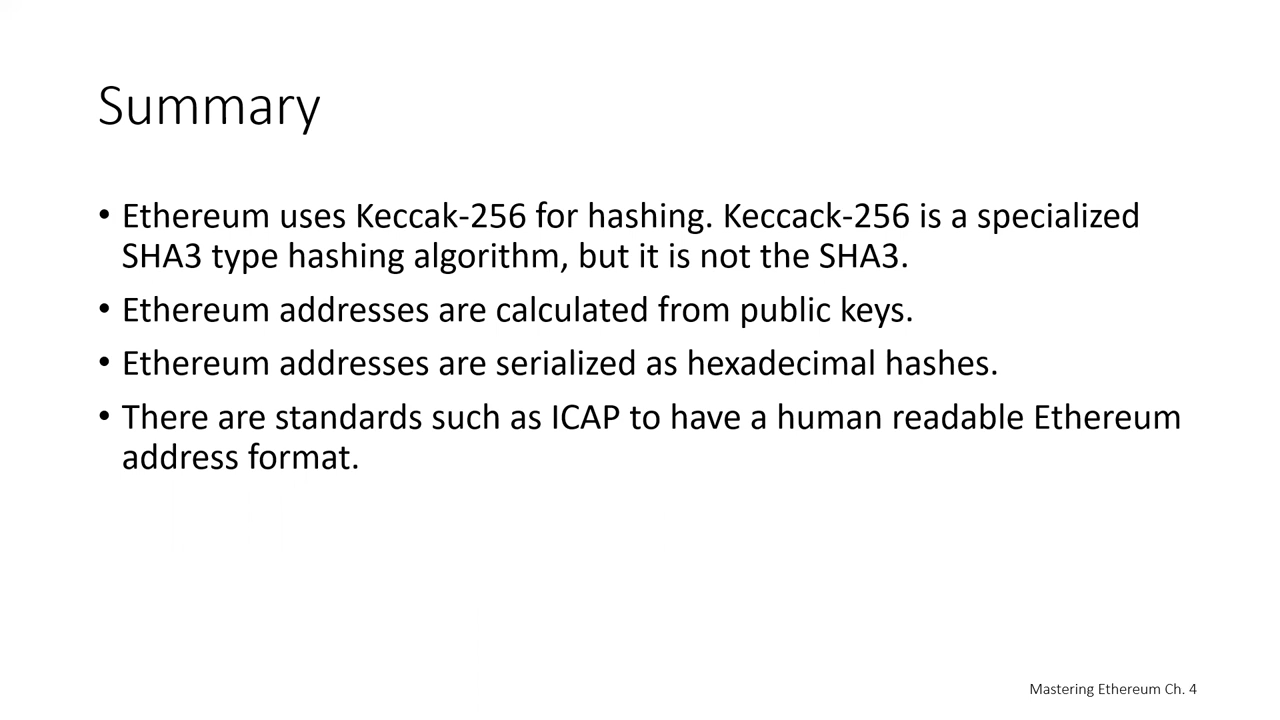 Summary
• Ethereum uses Keccak-256 for hashing. Keccack-256 is a specialized
SHA3 type hashing algorithm, but it is not the SHA3.
• Ethereum addresses are calculated from public keys.
• Ethereum addresses are serialized as hexadecimal hashes.
• There are standards such as ICAP to have a human readable Ethereum
address format.
Mastering Ethereum Ch. 4